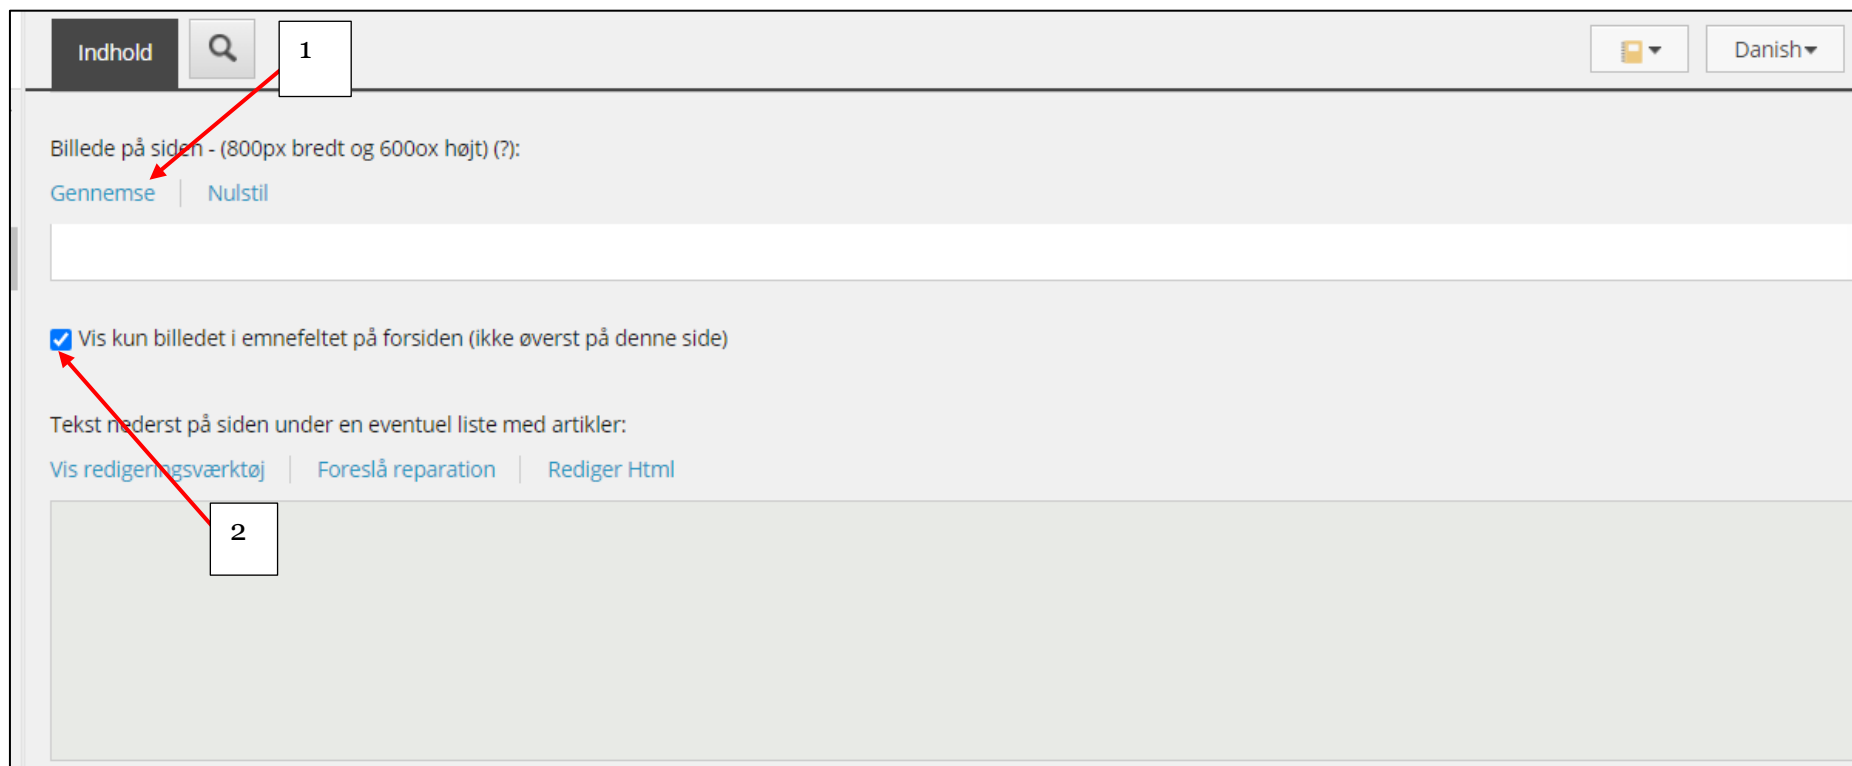 Indhold
1
Danish
Billede på siden - (800px bredt og 600ox højt) (?):
Gennemse Nulstil
Vis kun billedet i emnefeltet på forsiden (ikke øverst på denne side)
Tekst nederst på siden under en eventuel liste med artikler:
Vis redigeringsværktøj Foreslå reparation Rediger Html
2